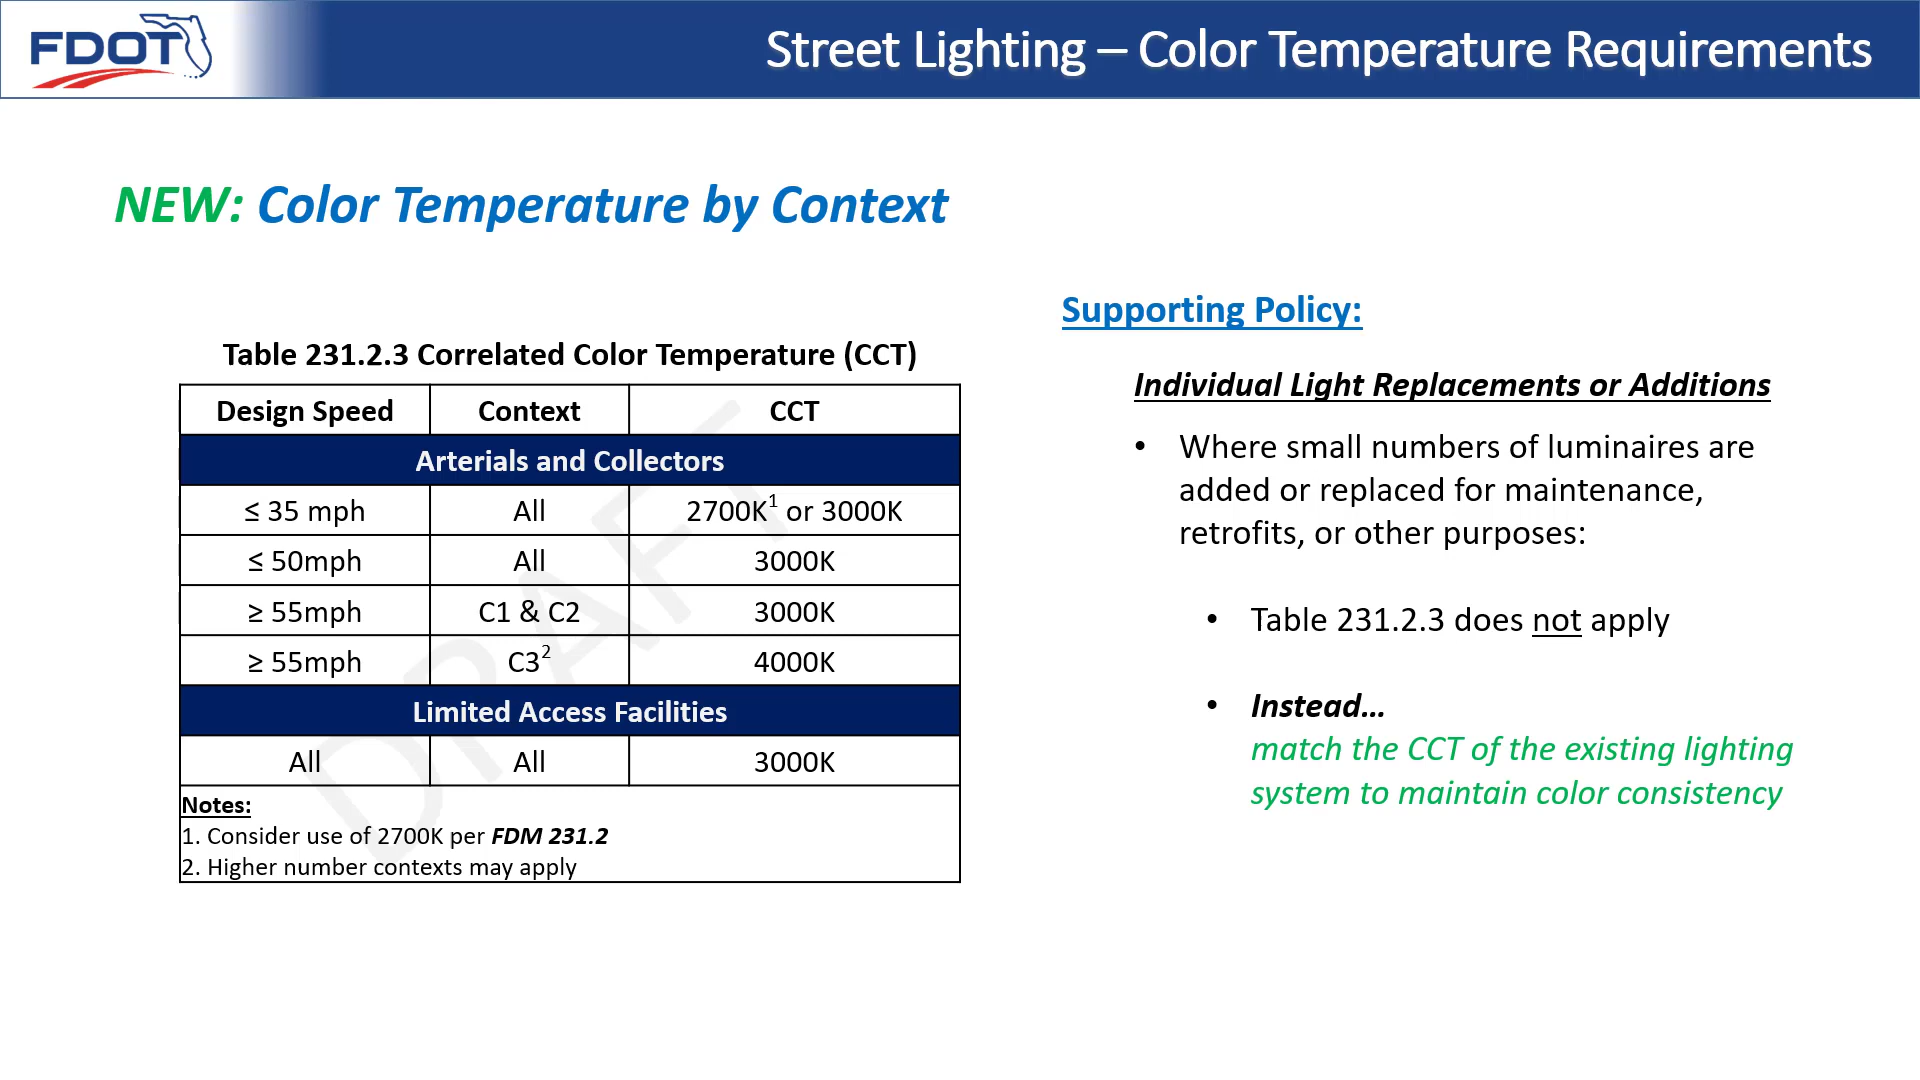 FDOT
Street Lighting – Color Temperature Requirements
NEW: Color Temperature by Context
Table 231.2.3 Correlated Color Temperature (CCT)
Design Speed Context CCT
Arterials and Collectors
≤ 35 mph All 2700K¹ or 3000K
≤ 50mph All 3000K
≥ 55mph C1 & C2 3000K
≥ 55mph C3² 4000K
Limited Access Facilities
All All 3000K
Notes:
1. Consider use of 2700K per FDM 231.2
2. Higher number contexts may apply
DRAFT
Supporting Policy:
Individual Light Replacements or Additions
• Where small numbers of luminaires are
added or replaced for maintenance,
retrofits, or other purposes:
• Table 231.2.3 does not apply
• Instead…
match the CCT of the existing lighting
system to maintain color consistency